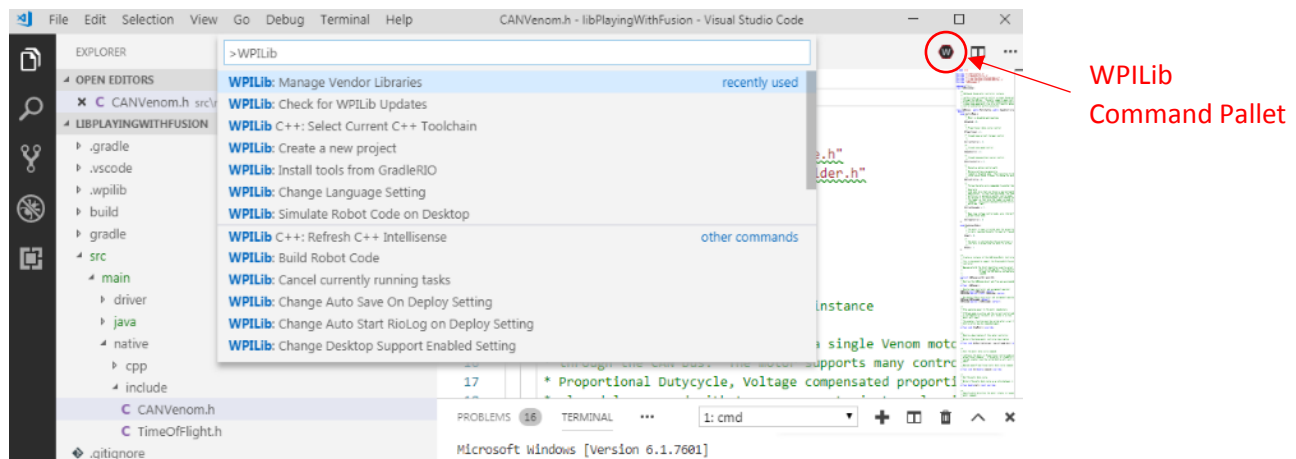 File Edit Selection View Go Debug Terminal Help CANVenom.h - libPlayingWithFusion - Visual Studio Code
EXPLORER
>WPILib
W
OPEN EDITORS
CANVenom.h
LIBPLAYINGWITHFUSION
.gradle
.vscode
.wpilib
build
gradle
src
main
driver
java
native
cpp
include
C CANVenom.h
C TimeOfFlight.h
.gitignore
WPILib: Manage Vendor Libraries recently used
WPILib: Check for WPILib Updates
WPILib C++: Select Current C++ Toolchain
WPILib: Create a new project
WPILib: Install tools from GradleRIO
WPILib: Change Language Setting
WPILib: Simulate Robot Code on Desktop
WPILib C++: Refresh C++ Intellisense other commands
WPILib: Build Robot Code
WPILib: Cancel currently running tasks
WPILib: Change Auto Save On Deploy Setting
WPILib: Change Auto Start RioLog on Deploy Setting
WPILib: Change Desktop Support Enabled Setting
e.h"
lder.h"
instance
a single Venom moto
supports many contro
17 * Proportional Dutycycle, Voltage compensated proporti
PROBLEMS 16 TERMINAL ••• 1: cmd
Microsoft Windows [Version 6.1.7601]
WPILib
Command Pallet